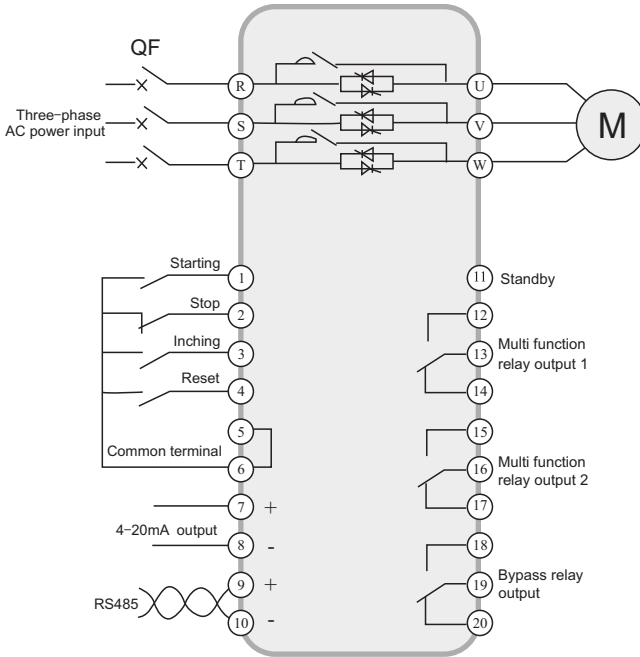 QF
R
U
Three-phase
AC power input
S
V
M
T
W
Starting
1
11
Standby
Stop
2
12
Inching
3
13
Multi function
relay output 1
Reset
4
14
5
15
Common terminal
6
16
Multi function
relay output 2
7
+
17
4-20mA output
8
-
18
RS485
9
+
19
Bypass relay
output
10
-
20